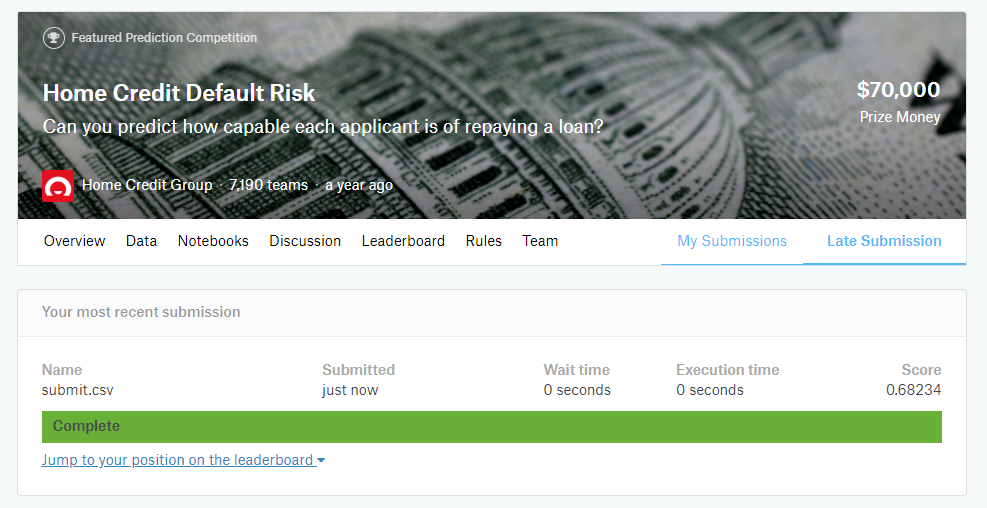 Featured Prediction Competition
Home Credit Default Risk
Can you predict how capable each applicant is of repaying a loan?
$70,000
Prize Money
Home Credit Group · 7,190 teams · a year ago
Overview Data Notebooks Discussion Leaderboard Rules Team My Submissions Late Submission
Your most recent submission
Name Submitted Wait time Execution time Score
submit.csv just now 0 seconds 0 seconds 0.68234
Complete
Jump to your position on the leaderboard